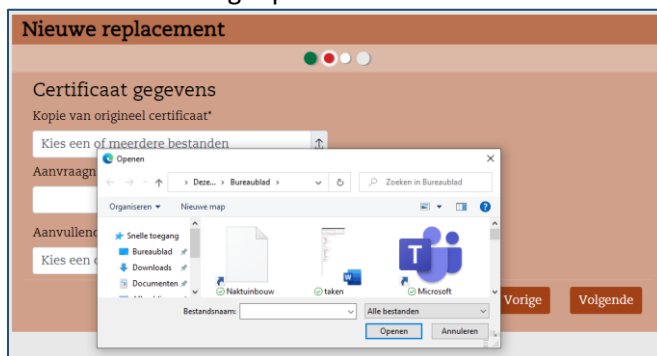 Nieuwe replacement
Certificaat gegevens
Kopie van origineel certificaat*
Kies een of meerdere bestanden
Openen
Aanvraagn
Deze... > Bureaublad >
Zoeken in Bureaublad
Organiseren
Nieuwe map
Aanvullend
Kies een
Snelle toegang
Bureaublad
Downloads
Documenten
Naktuinbouw
taken
Microsoft
Bestandsnaam:
Alle bestanden
Openen
Annuleren
Vorige
Volgende